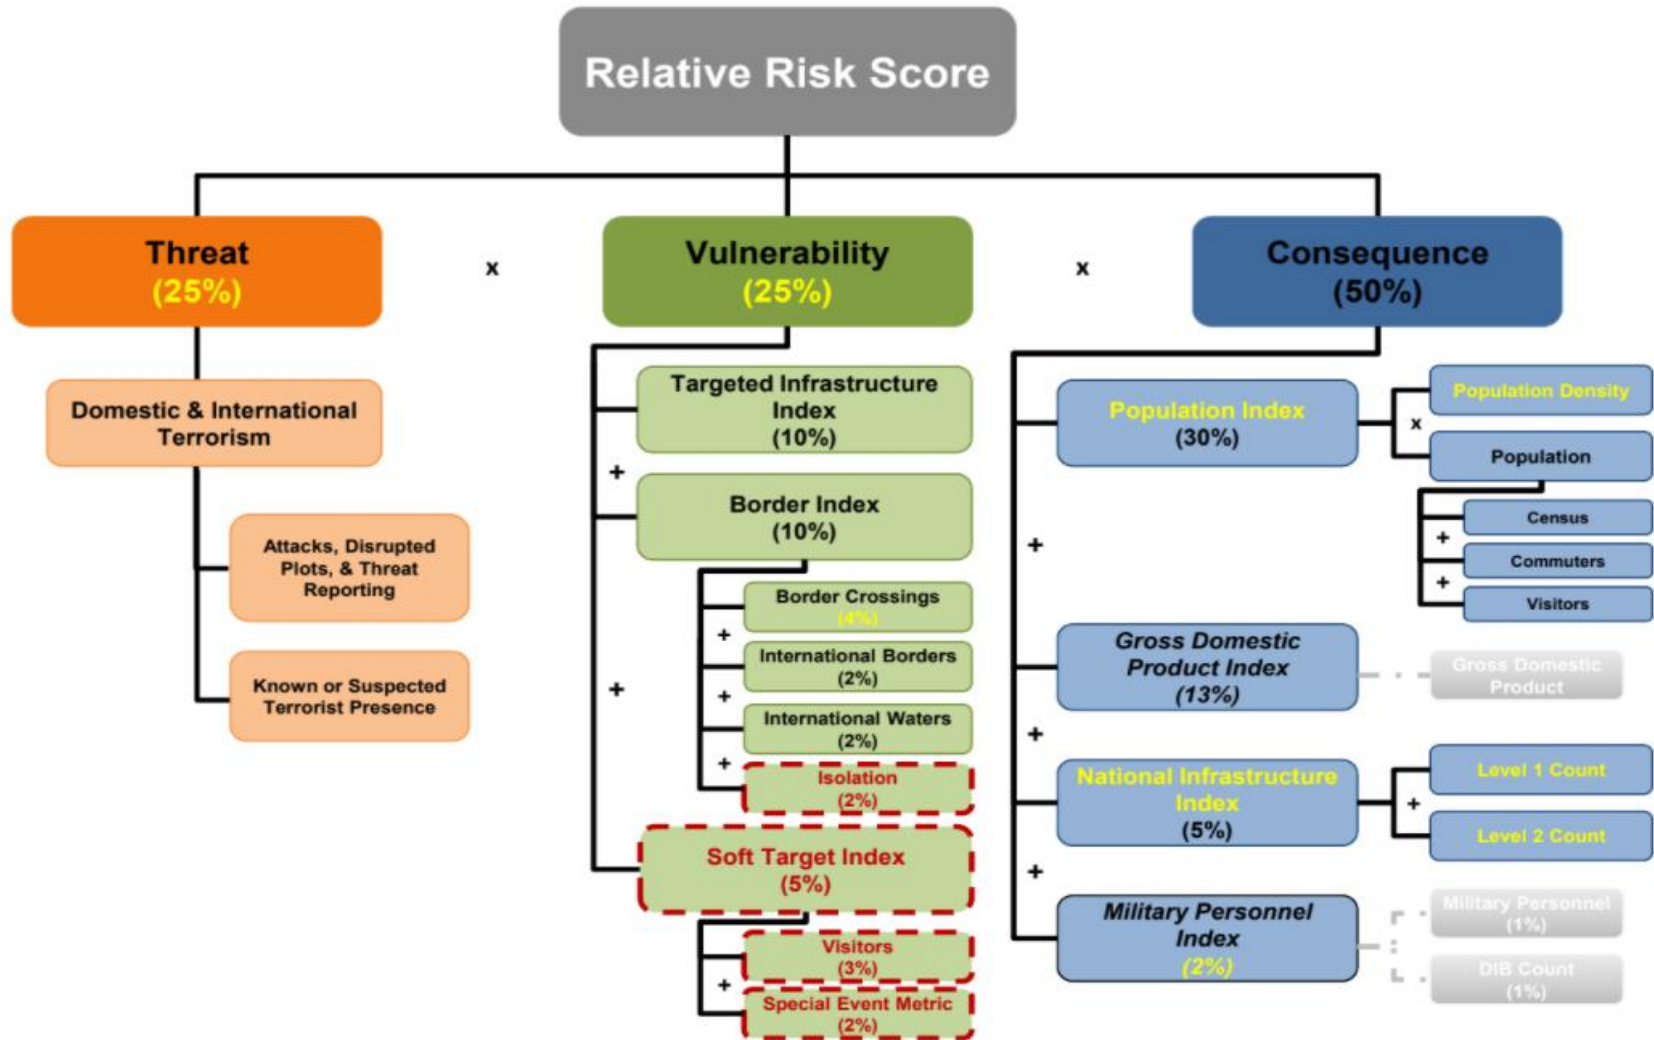 Relative Risk Score
Threat
(25%)
x
Vulnerability
(25%)
x
Consequence
(50%)
Domestic & International
Terrorism
Attacks, Disrupted
Plots, & Threat
Reporting
Known or Suspected
Terrorist Presence
Targeted Infrastructure
Index
(10%)
+
Border Index
(10%)
Border Crossings
(4%)
+
International Borders
(2%)
+
International Waters
(2%)
+
Isolation
(2%)
+
Soft Target Index
(5%)
Visitors
(3%)
+
Special Event Metric
(2%)
Population Index
(30%)
Population Density
x
Population
Census
+
Commuters
+
Visitors
+
Gross Domestic
Product Index
(13%)
Gross Domestic
Product
+
National Infrastructure
Index
(5%)
Level 1 Count
+
Level 2 Count
+
Military Personnel
Index
(2%)
Military Personnel
(1%)
DIB Count
(1%)